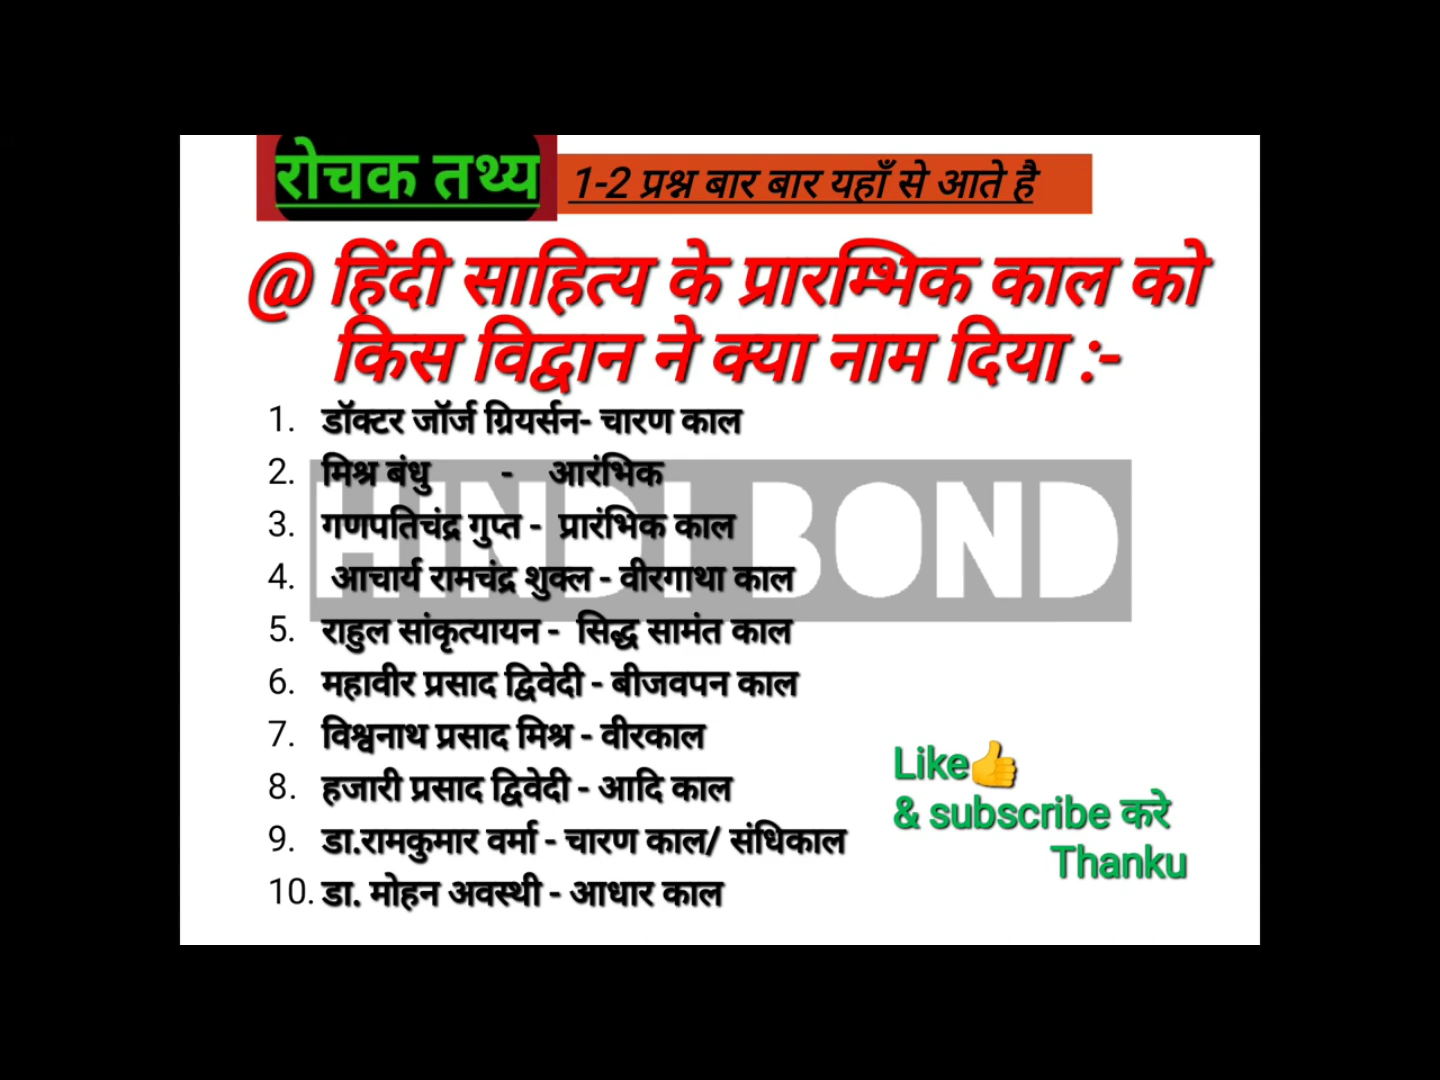 रोचक तथ्य
1-2 प्रश्न बार बार यहाँ से आते है
@ हिंदी साहित्य के प्रारम्भिक काल को
किस विद्वान ने क्या नाम दिया :-
1. डॉक्टर जॉर्ज ग्रियर्सन- चारण काल
2. मिश्र बंधु - आरंभिक
3. गणपतिचंद्र गुप्त - प्रारंभिक काल
4. आचार्य रामचंद्र शुक्ल - वीरगाथा काल
5. राहुल सांकृत्यायन - सिद्ध सामंत काल
6. महावीर प्रसाद द्विवेदी - बीजवपन काल
7. विश्वनाथ प्रसाद मिश्र - वीरकाल
8. हजारी प्रसाद द्विवेदी - आदि काल
9. डा.रामकुमार वर्मा - चारण काल/ संधिकाल
10. डा. मोहन अवस्थी - आधार काल
HINDI BOND
Like👍
& subscribe करे
Thanku